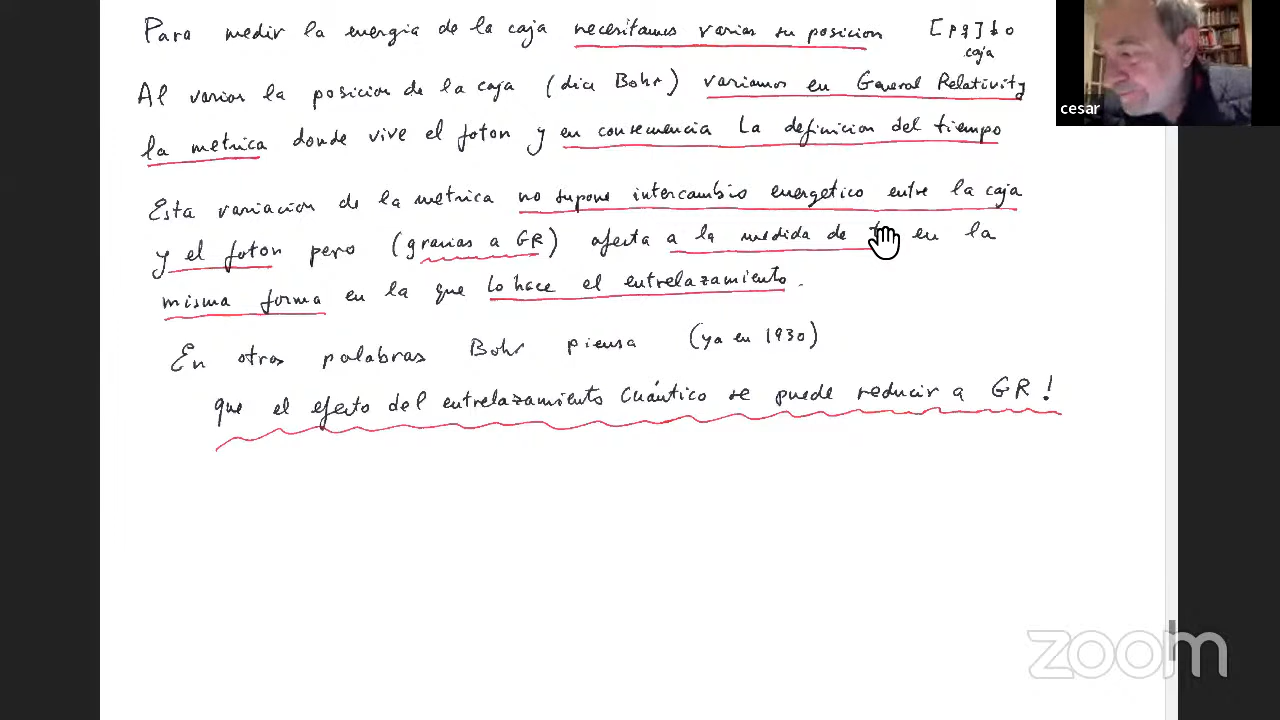 Para medir la energia de la caja necesitamos variar su posicion [p q] ≠ 0
caja
Al variar la posicion de la caja (dice Bohr) variamos en General Relativity
la metrica donde vive el foton y en consecuencia la definicion del tiempo
Esta variacion de la metrica no supone intercambio energetico entre la caja
y el foton pero (gracias a GR) afecta a la medida de t en la
misma forma en la que lo hace el entrelazamiento.
En otras palabras Bohr piensa (ya en 1930)
que el efecto del entrelazamiento cuántico se puede reducir a GR!
cesar
zoom